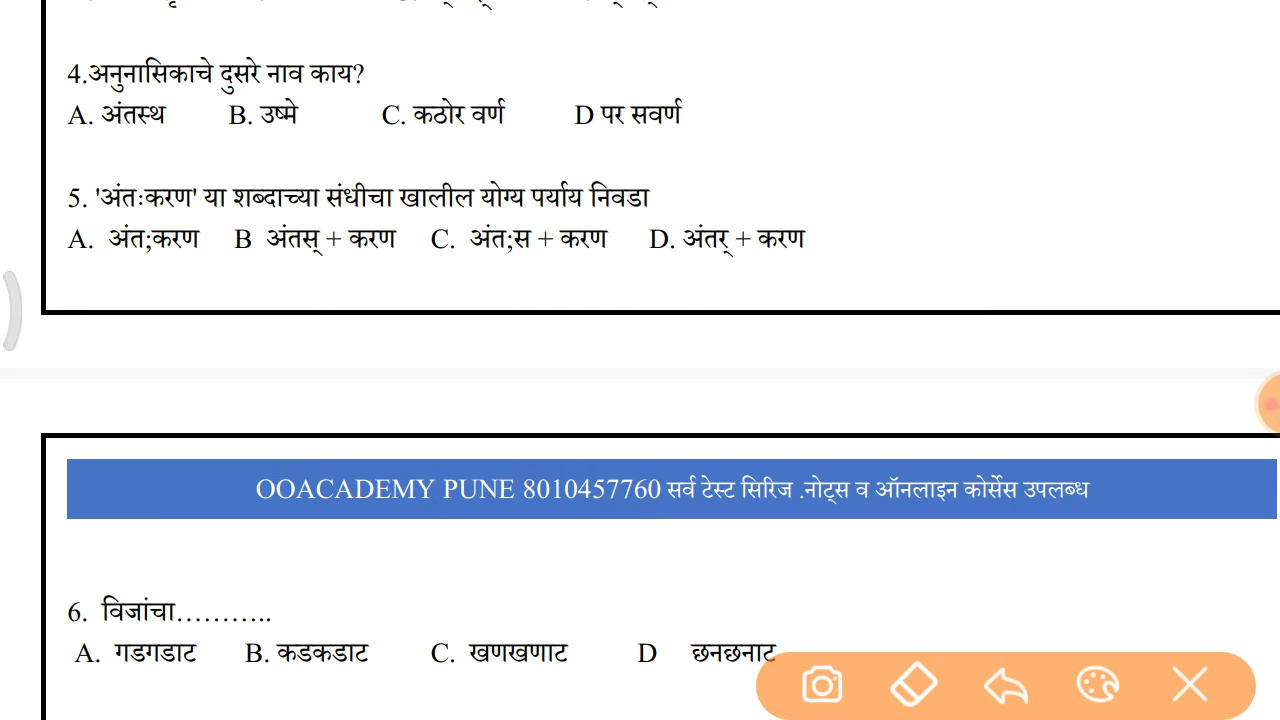 4.अनुनासिकाचे दुसरे नाव काय?
A. अंतस्थ B. उष्मे C. कठोर वर्ण D पर सवर्ण
5. 'अंतःकरण' या शब्दाच्या संधीचा खालील योग्य पर्याय निवडा
A. अंत;करण B अंतस् + करण C. अंत;स + करण D. अंतर् + करण
OOACADEMY PUNE 8010457760 सर्व टेस्ट सिरिज .नोट्स व ऑनलाइन कोर्सेस उपलब्ध
6. विजांचा………..
A. गडगडाट B. कडकडाट C. खणखणाट D छनछनाट